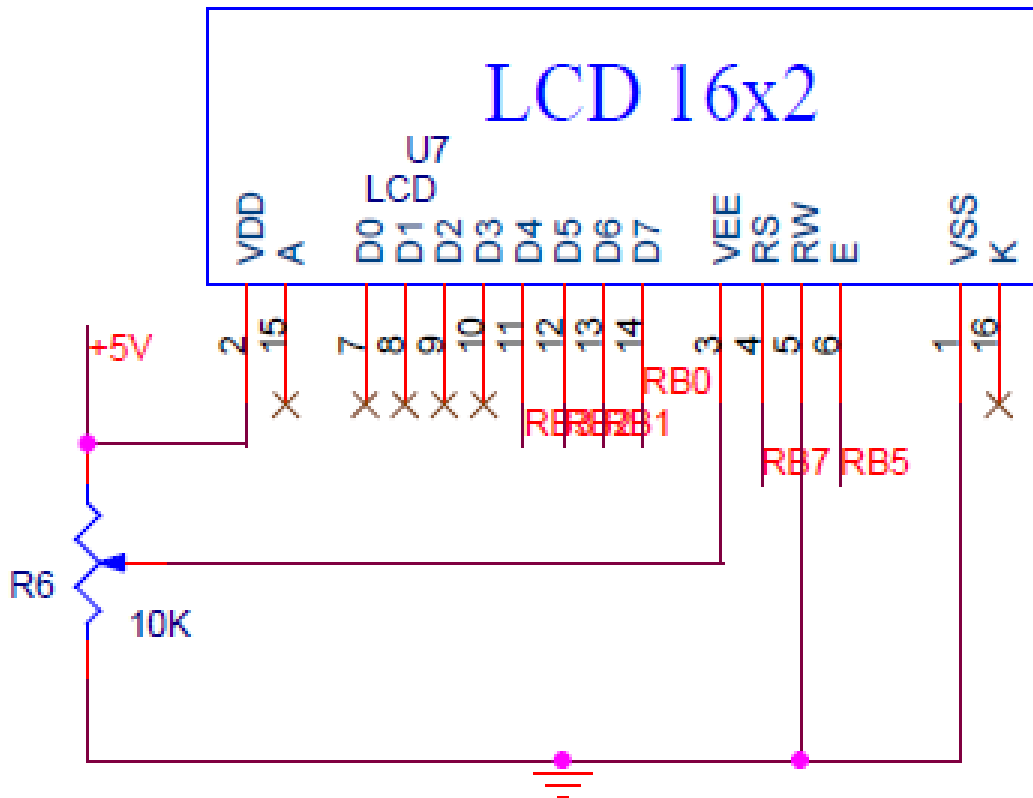 LCD 16x2
U7
LCD
VDD A D0 D1 D2 D3 D4 D5 D6 D7 VEE RS RW E VSS K
2 15 7 8 9 10 11 12 13 14 3 4 5 6 1 16
+5V
RB0
RB1
RB7 RB5
R6
10K